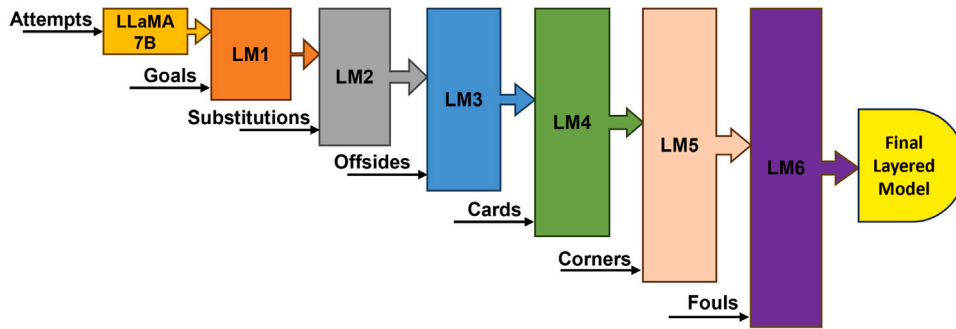 Attempts
LLaMA
7B
LM1
Goals
LM2
Substitutions
LM3
Offsides
LM4
Cards
LM5
Corners
LM6
Fouls
Final
Layered
Model